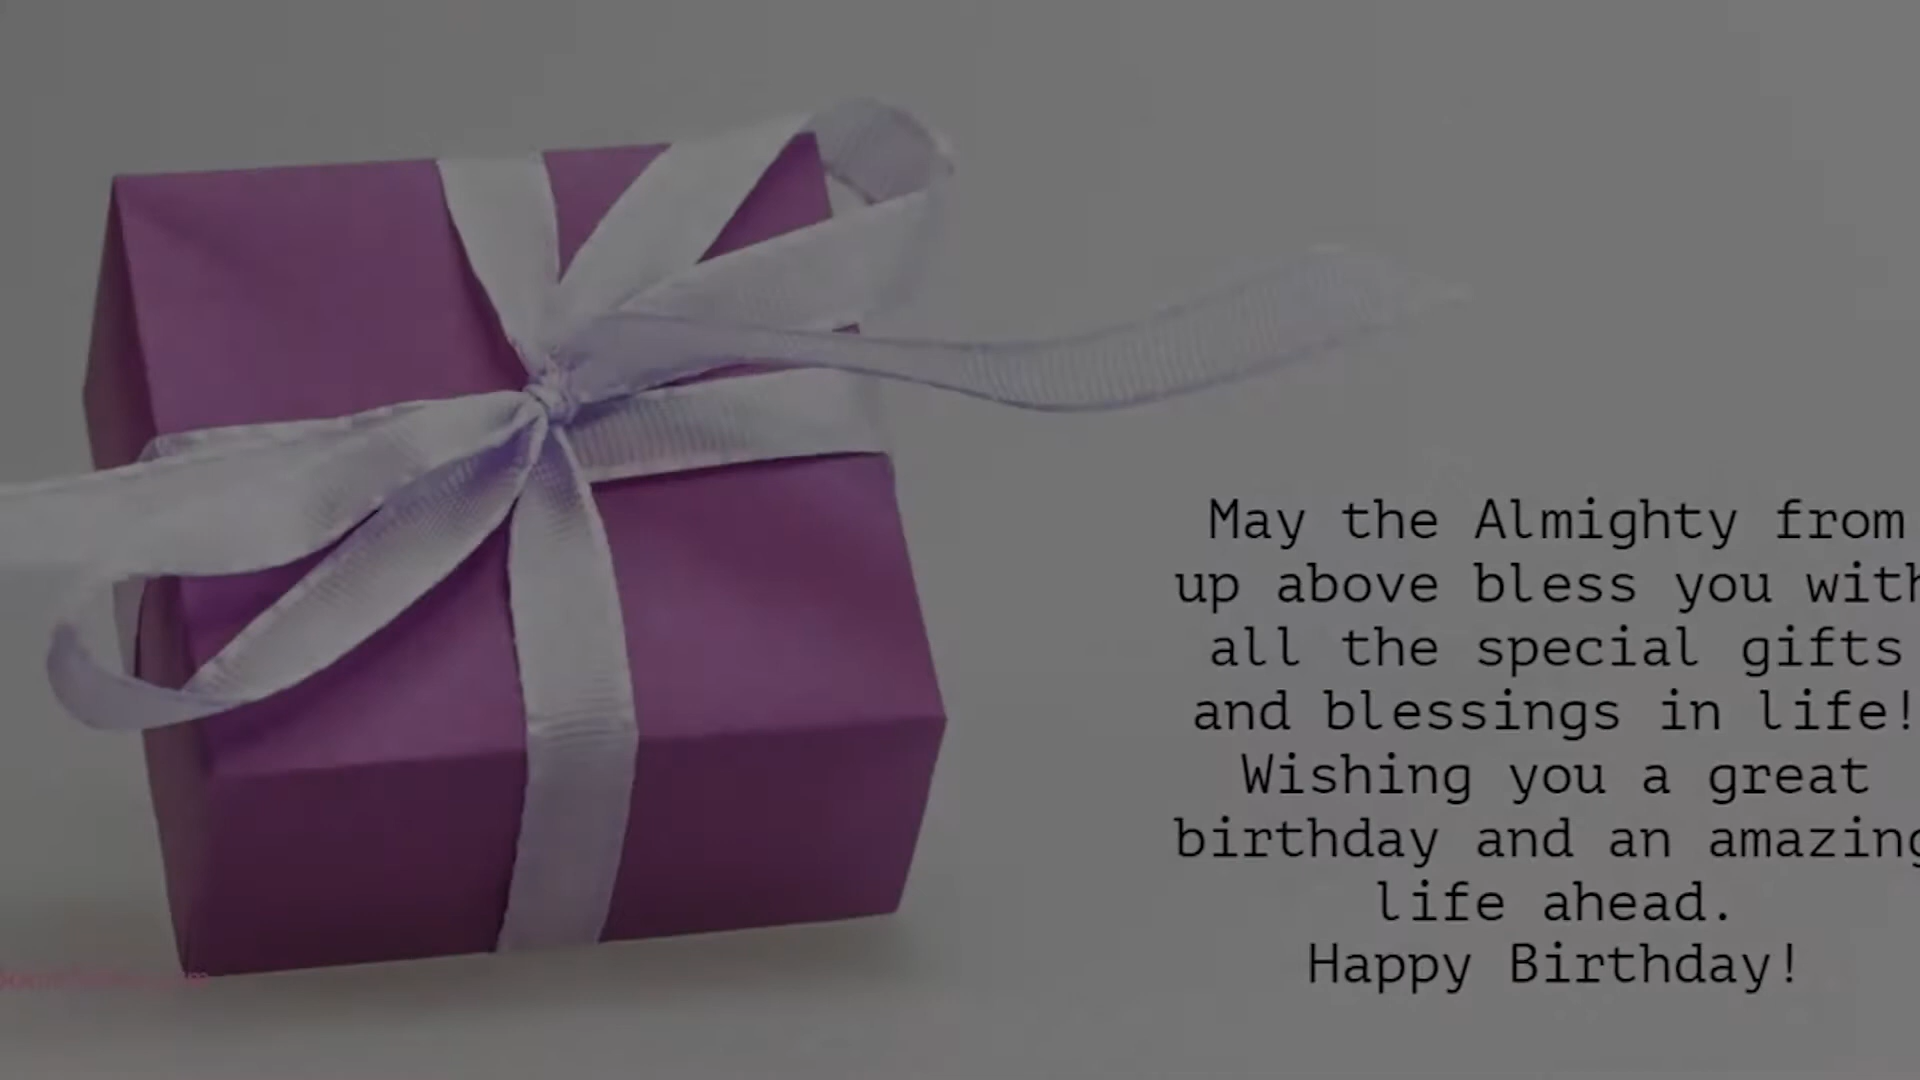 May the Almighty from
up above bless you with
all the special gifts
and blessings in life!
Wishing you a great
birthday and an amazing
life ahead.
Happy Birthday!